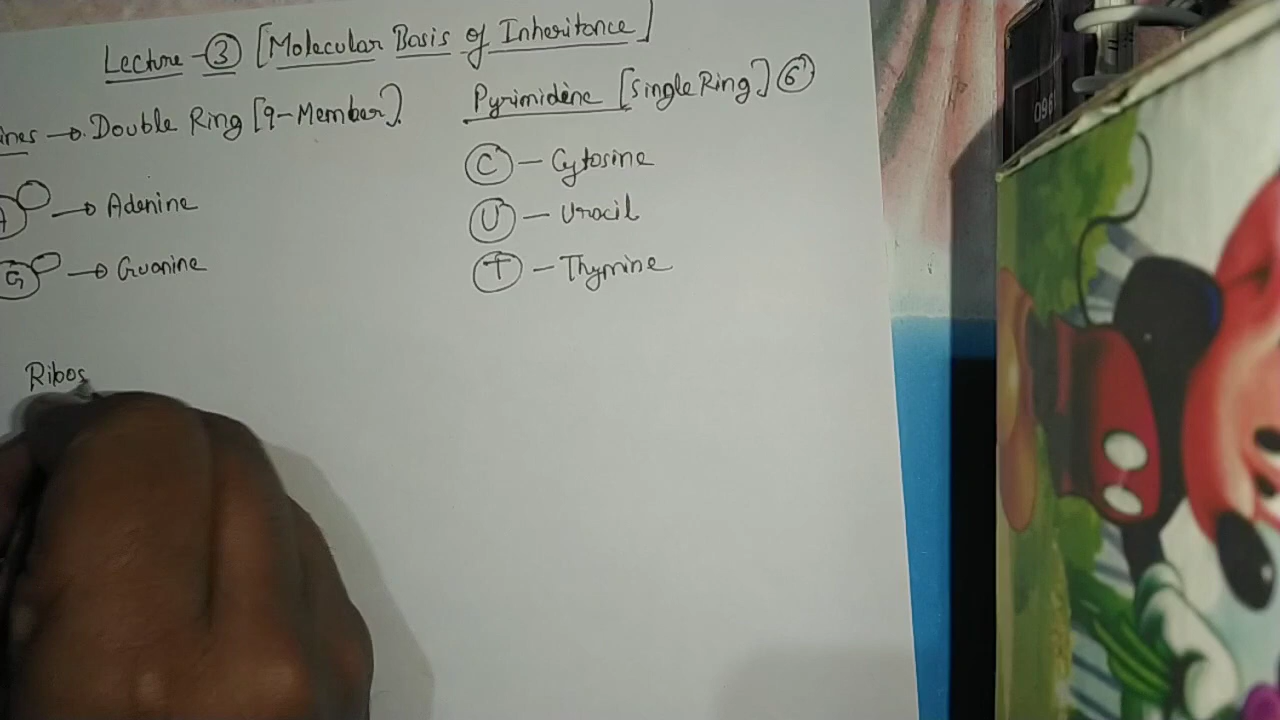 Lecture - 3 [Molecular Basis of Inheritance]
ines → Double Ring [9-Member].
A → Adenine
G → Guanine
Pyrimidine [Single Ring] 6
C - Cytosine
U - Uracil
T - Thymine
Ribos
096